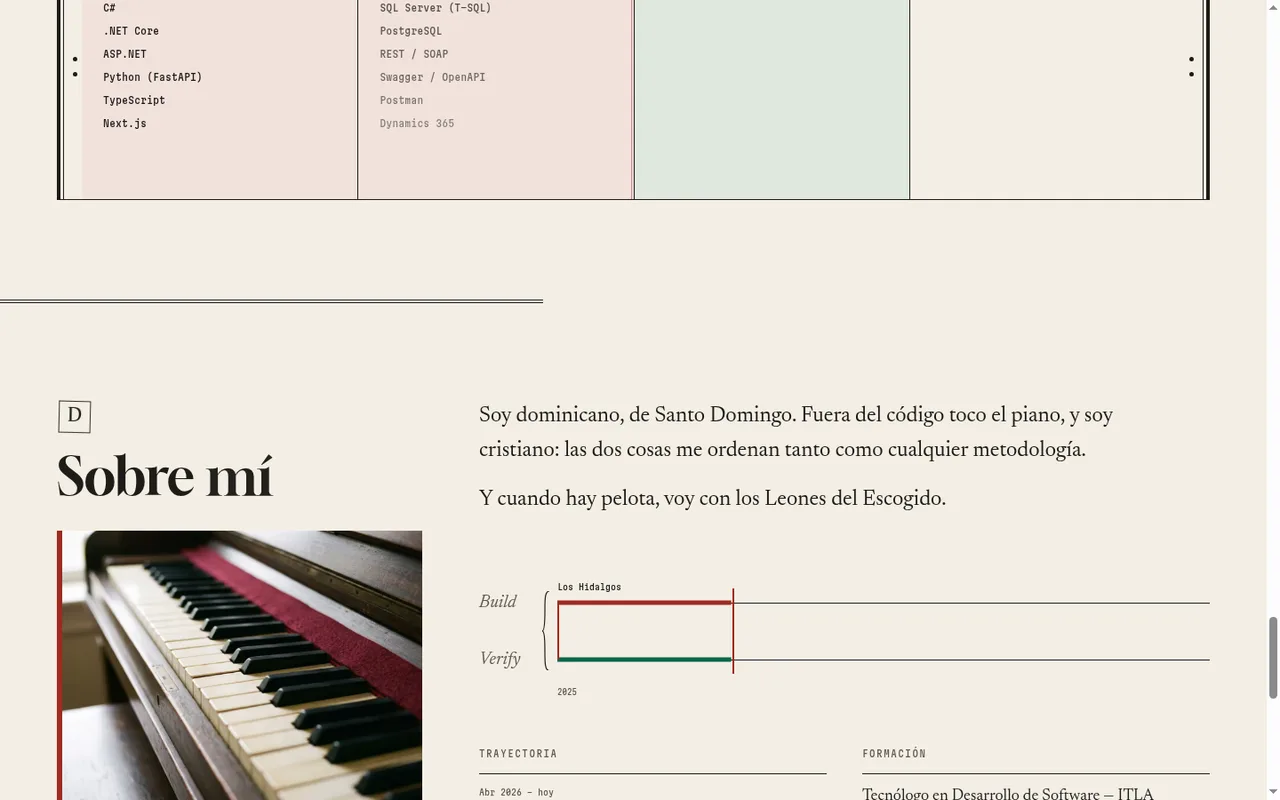 C#
.NET Core
ASP.NET
Python (FastAPI)
TypeScript
Next.js
SQL Server (T-SQL)
PostgreSQL
REST / SOAP
Swagger / OpenAPI
Postman
Dynamics 365
D
Sobre mí
Soy dominicano, de Santo Domingo. Fuera del código toco el piano, y soy
cristiano: las dos cosas me ordenan tanto como cualquier metodología.
Y cuando hay pelota, voy con los Leones del Escogido.
Los Hidalgos
Build
Verify
2025
TRAYECTORIA
Abr 2026 – hoy
FORMACIÓN
Tecnólogo en Desarrollo de Software – ITLA